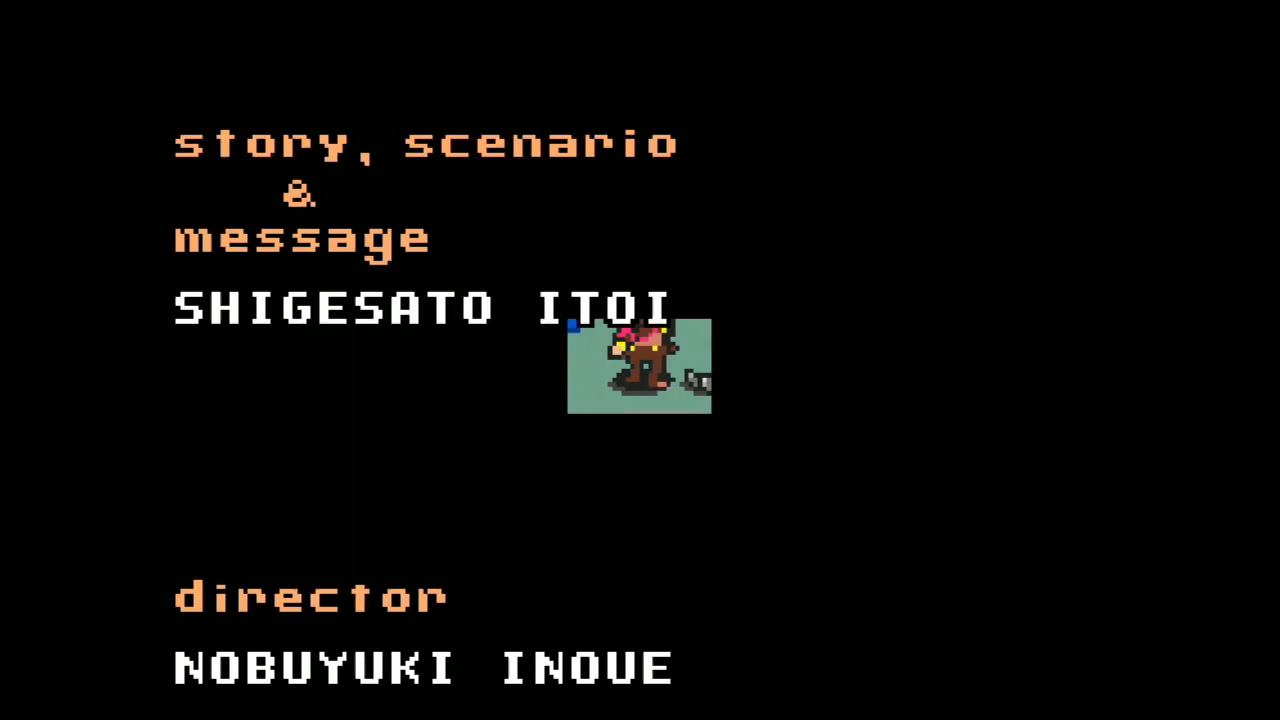 story, scenario
&
message
SHIGESATO ITOI
director
NOBUYUKI INOUE